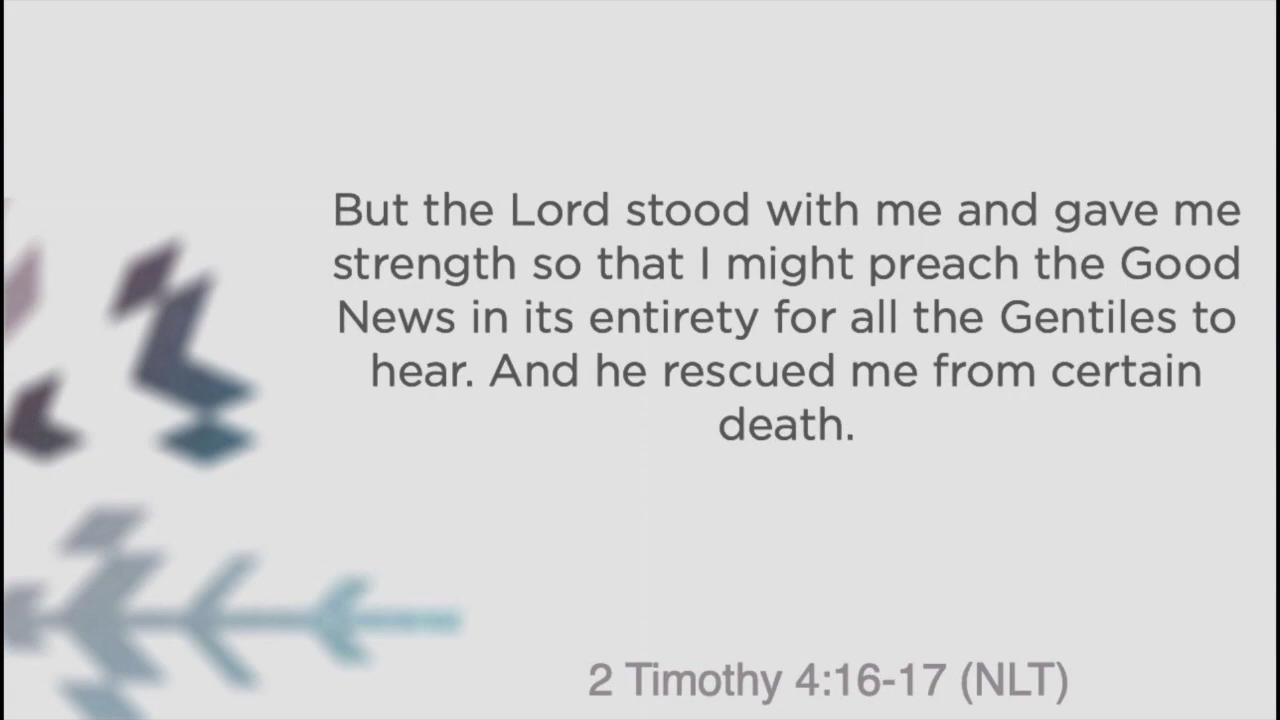 But the Lord stood with me and gave me
strength so that I might preach the Good
News in its entirety for all the Gentiles to
hear. And he rescued me from certain
death.
2 Timothy 4:16-17 (NLT)